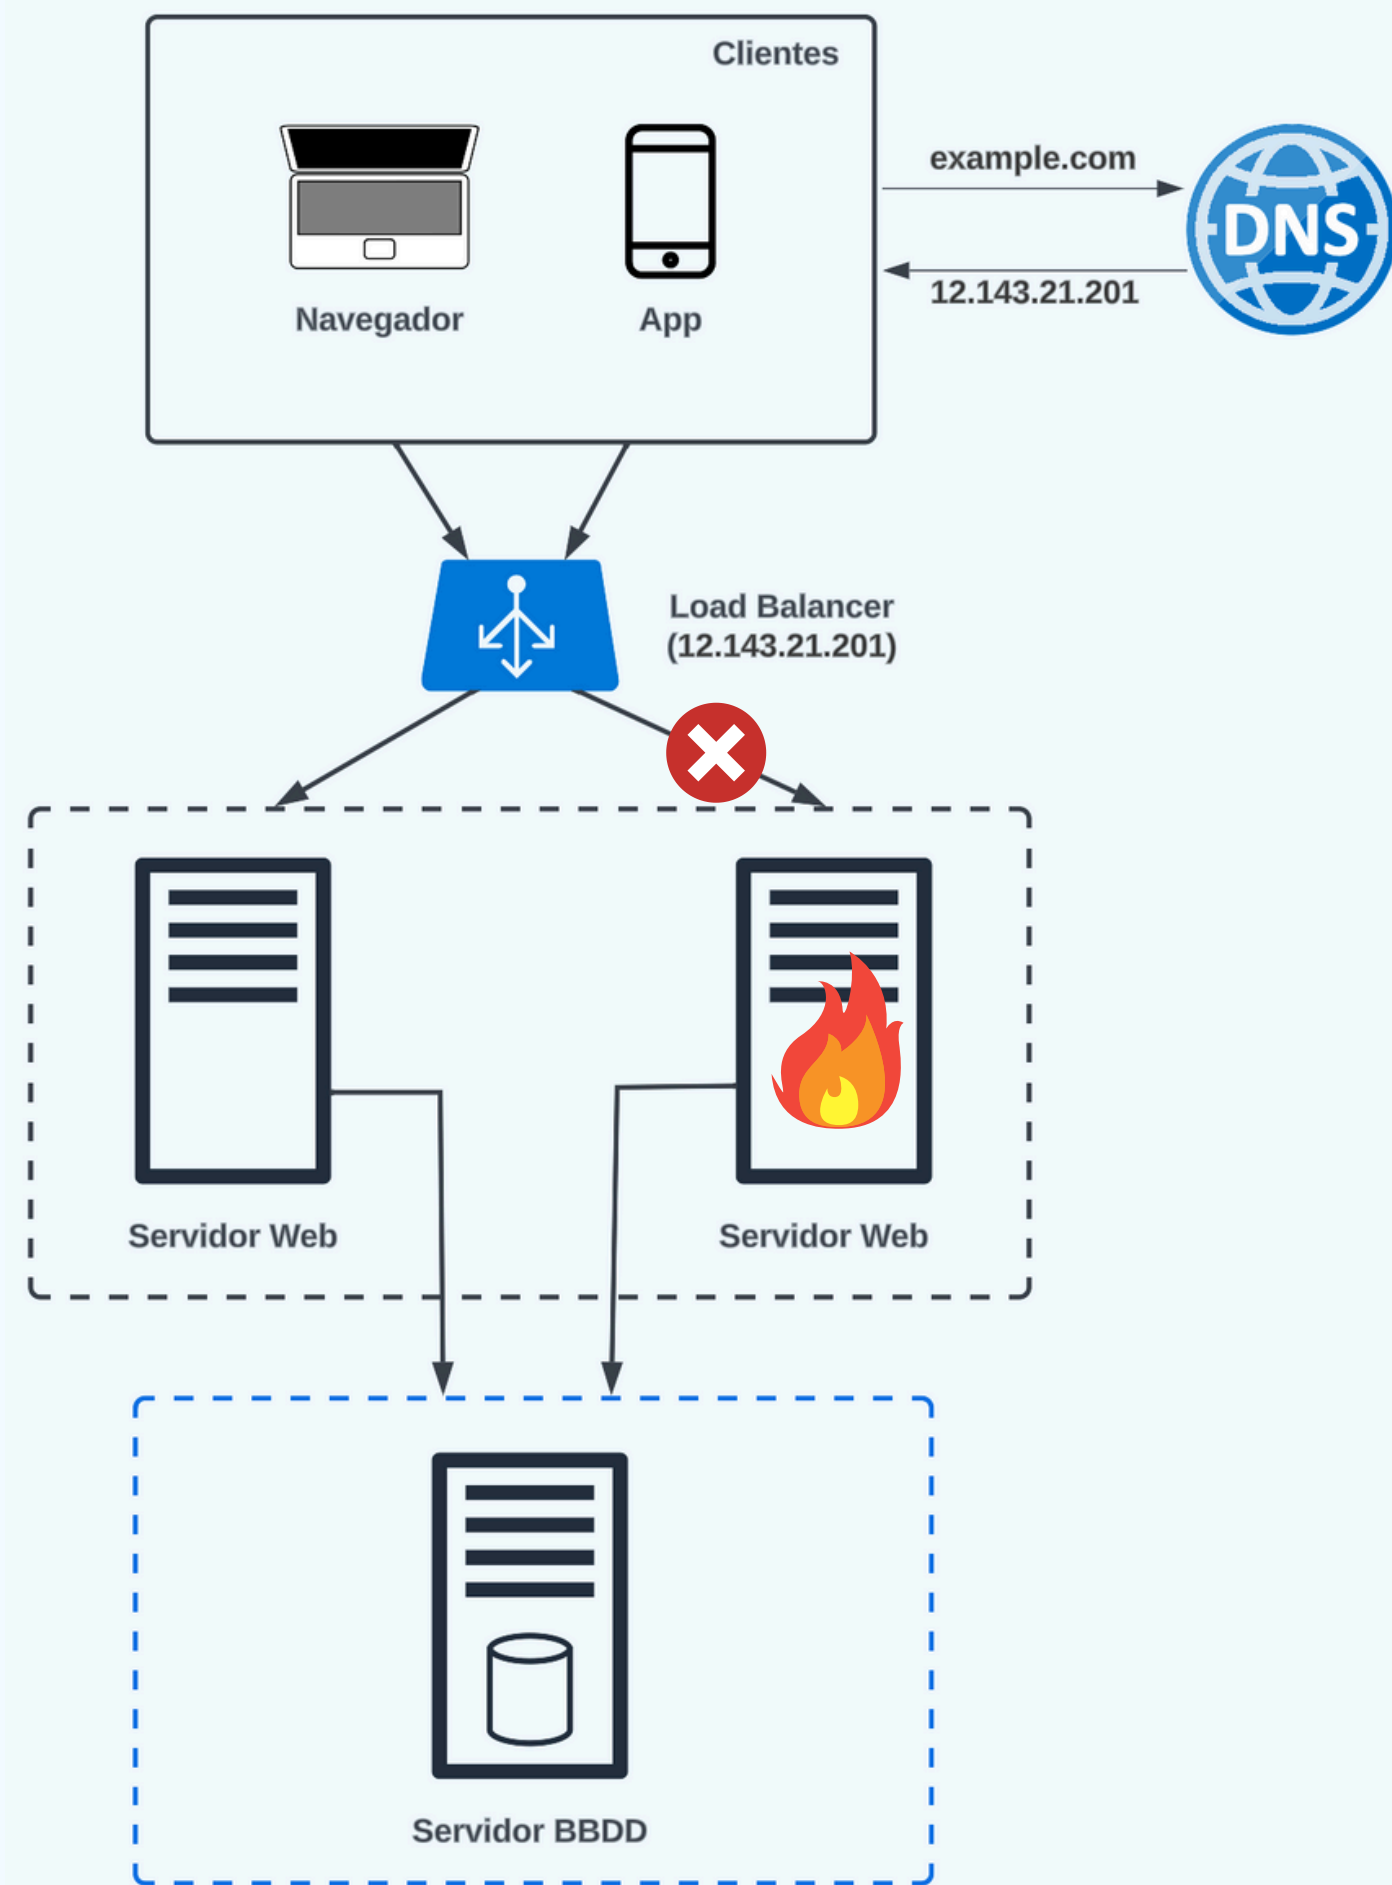 Clientes
example.com
DNS
12.143.21.201
Navegador
App
Load Balancer
(12.143.21.201)
Servidor Web
Servidor Web
Servidor BBDD